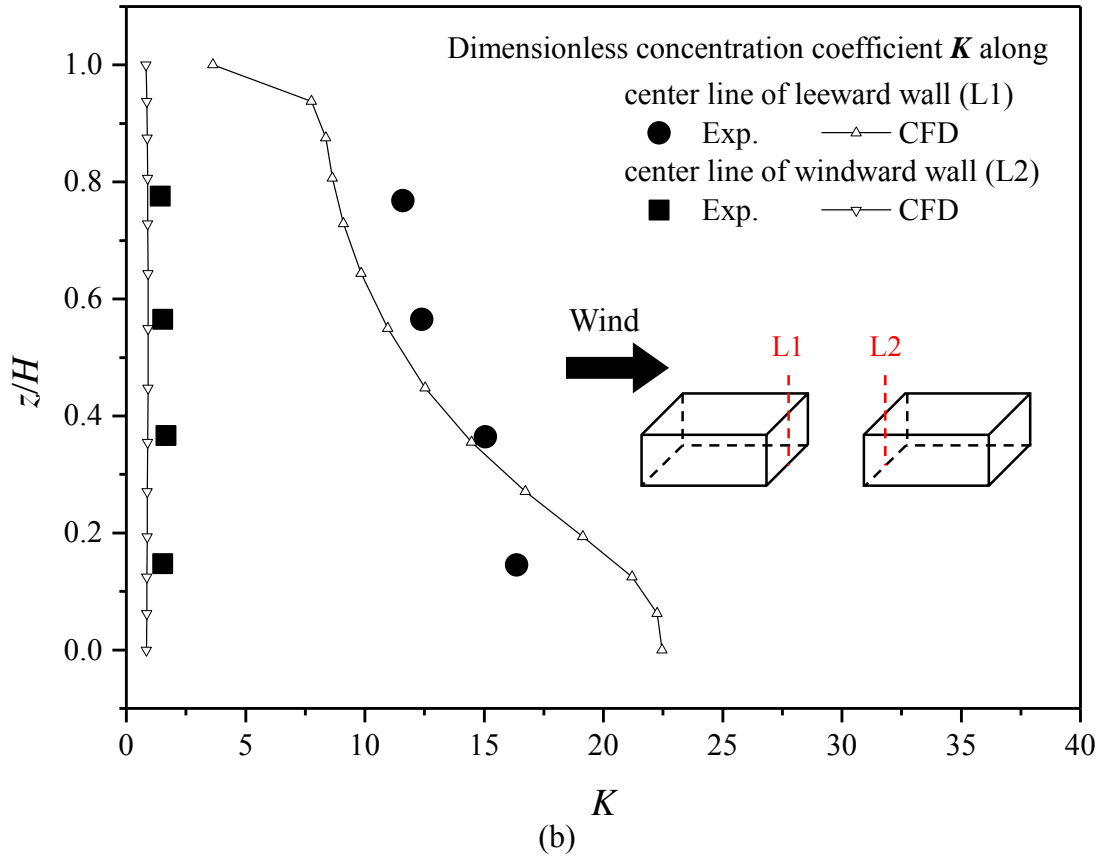 Dimensionless concentration coefficient K along
center line of leeward wall (L1)
Exp. CFD
center line of windward wall (L2)
Exp. CFD
1.0
0.8
0.6
0.4
0.2
0.0
z/H
Wind
L1 L2
0 5 10 15 20 25 30 35 40
K
(b)